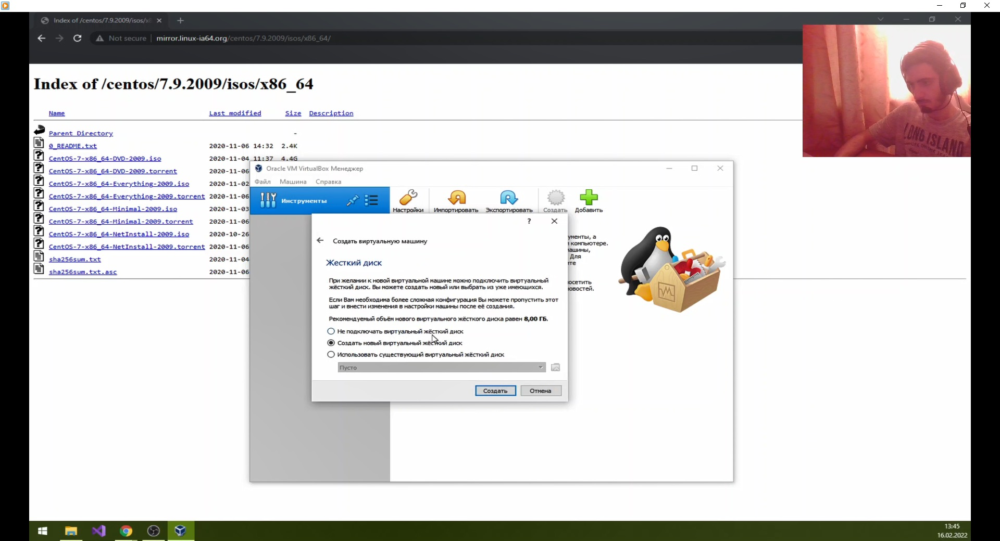 Index of /centos/7.9.2009/isos/x8
Not secure
mirror.linux-ia64.org/centos/7.9.2009/isos/x86_64/
Index of /centos/7.9.2009/isos/x86_64
Name Last modified Size Description
Parent Directory -
0_README.txt 2020-11-06 14:32 2.4K
CentOS-7-x86_64-DVD-2009.iso 2020-11-04 11:37 4.4G
CentOS-7-x86_64-DVD-2009.torrent 2020-11-06
CentOS-7-x86_64-Everything-2009.iso 2020-11-02
CentOS-7-x86_64-Everything-2009.torrent 2020-11-06
CentOS-7-x86_64-Minimal-2009.iso 2020-11-03
CentOS-7-x86_64-Minimal-2009.torrent 2020-11-06
CentOS-7-x86_64-NetInstall-2009.iso 2020-10-26
CentOS-7-x86_64-NetInstall-2009.torrent 2020-11-06
sha256sum.txt 2020-11-04
sha256sum.txt.asc 2020-11-06
LONG ISLAND
Oracle VM VirtualBox Менеджер
Файл Машина Справка
Инструменты
Настройки Импортировать Экспортировать Создать Добавить
ументы, а
компьютере.
ашины,
Для
те
осетить
овостей.
?
Создать виртуальную машину
Жесткий диск
При желании к новой виртуальной машине можно подключить виртуальный
жёсткий диск. Вы можете создать новый или выбрать из уже имеющихся.
Если Вам необходима более сложная конфигурация Вы можете пропустить этот
шаг и внести изменения в настройки машины после её создания.
Рекомендуемый объём нового виртуального жёсткого диска равен 8,00 ГБ.
Не подключать виртуальный жёсткий диск
Создать новый виртуальный жёсткий диск
Использовать существующий виртуальный жёсткий диск
Пусто
Создать Отмена
13:45
16.02.2022